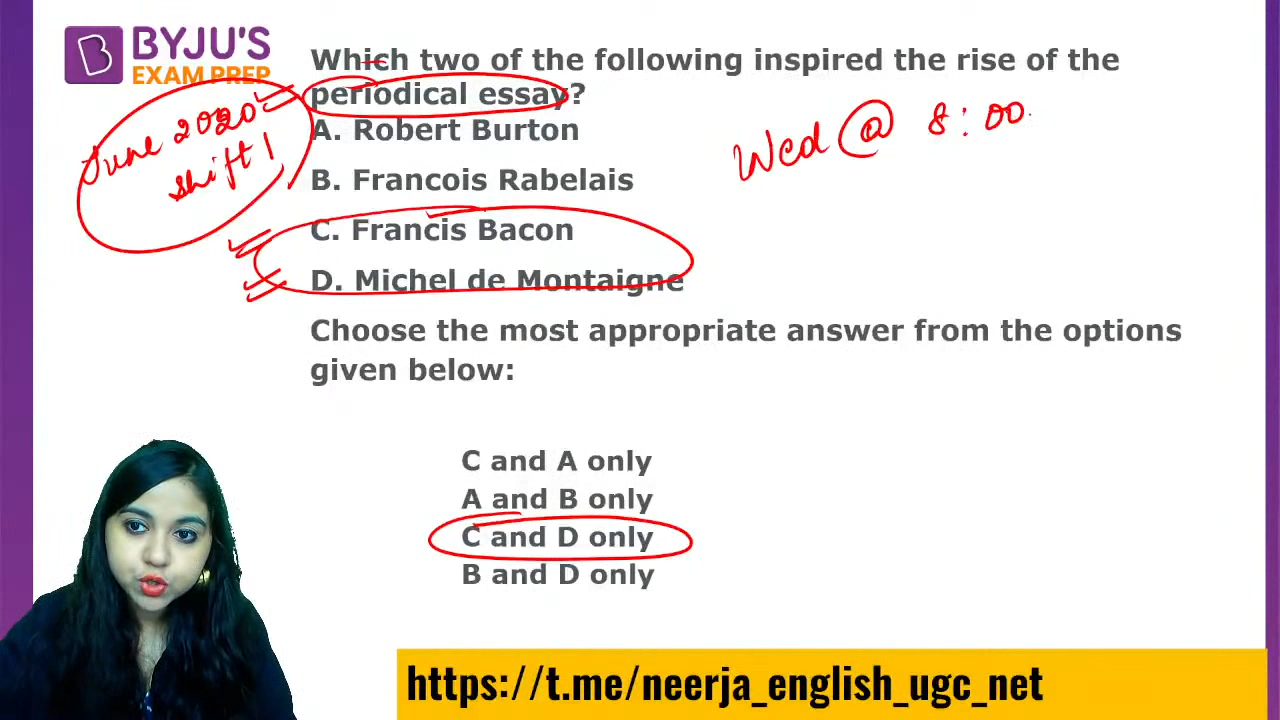 BYJU'S
EXAM PREP
Which two of the following inspired the rise of the
periodical essay?
June 2020
shift 1
Wed @ 8:00
A. Robert Burton
B. Francois Rabelais
C. Francis Bacon
D. Michel de Montaigne
Choose the most appropriate answer from the options
given below:
C and A only
A and B only
C and D only
B and D only
https://t.me/neerja_english_ugc_net